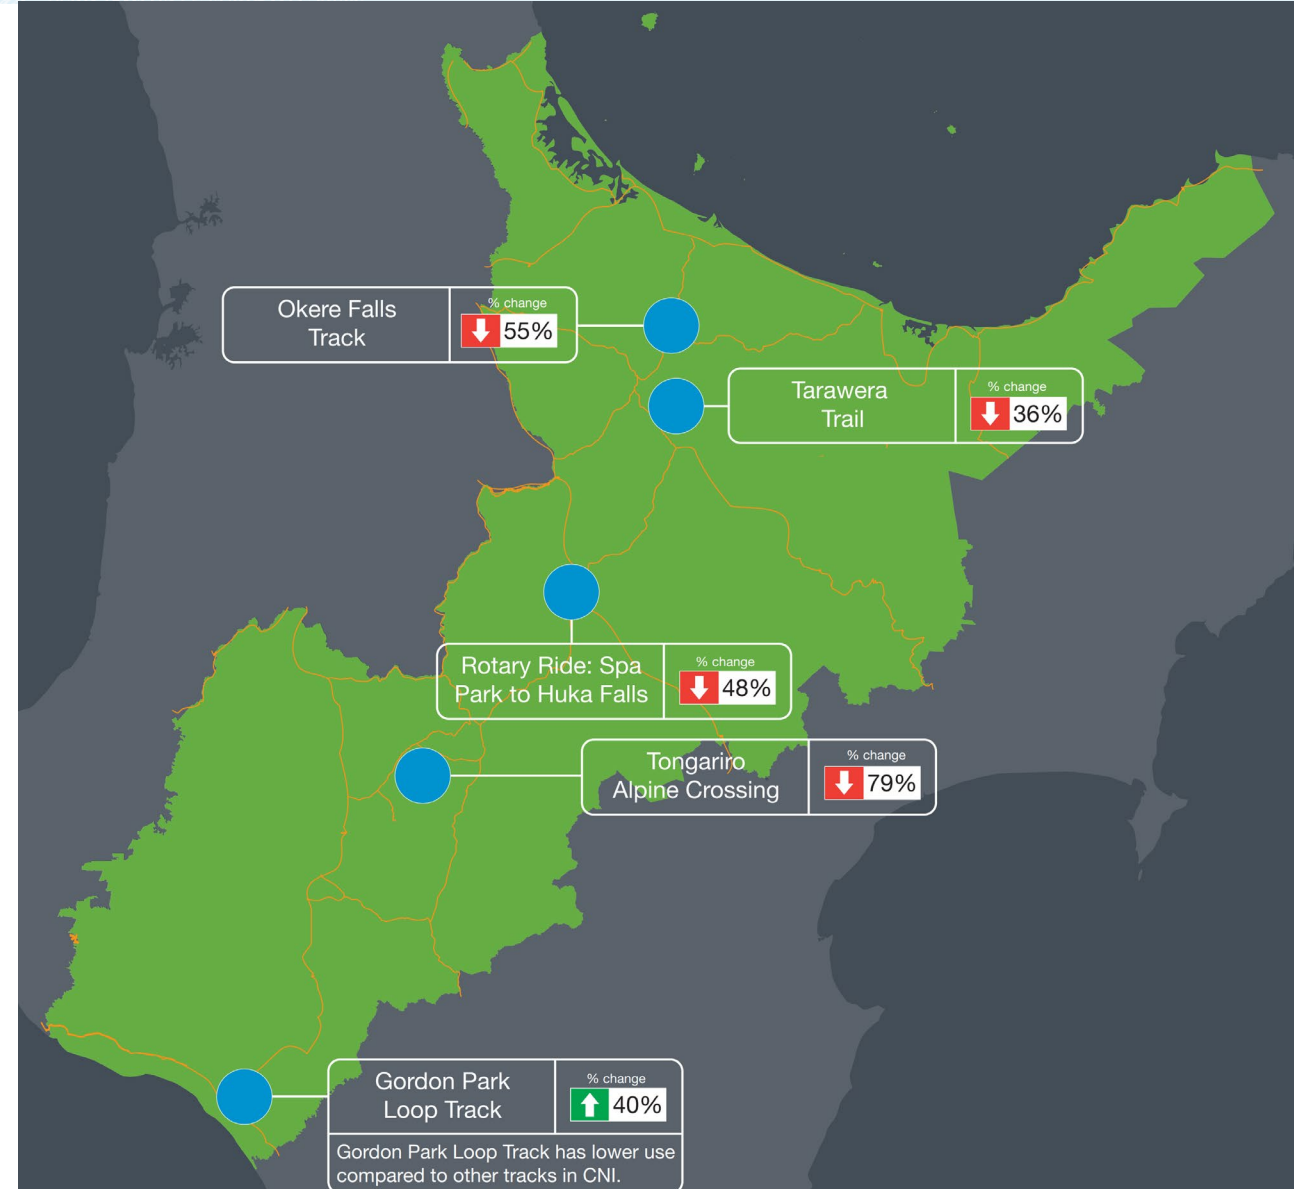 Okere Falls
Track
% change
55%
Tarawera
Trail
% change
36%
Rotary Ride: Spa
Park to Huka Falls
% change
48%
Tongariro
Alpine Crossing
% change
79%
Gordon Park
Loop Track
% change
40%
Gordon Park Loop Track has lower use
compared to other tracks in CNI.